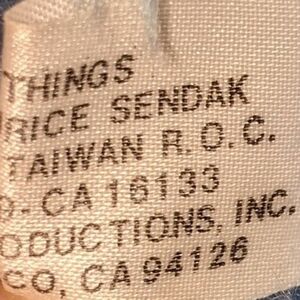 THINGS
RICE SENDAK
TAIWAN R.O.C.
D-CA 16133
ODUCTIONS, INC.
CO, CA 94126